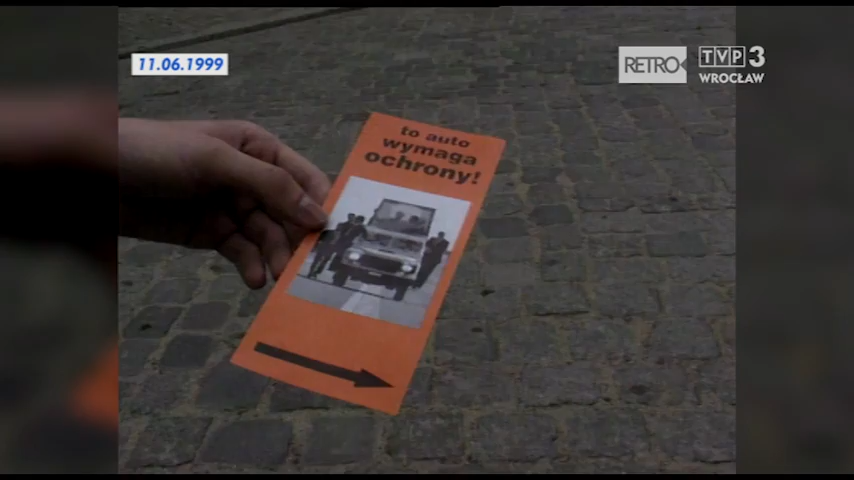 11.06.1999
RETRO
TVP3
WROCŁAW
to auto
wymaga
ochrony!